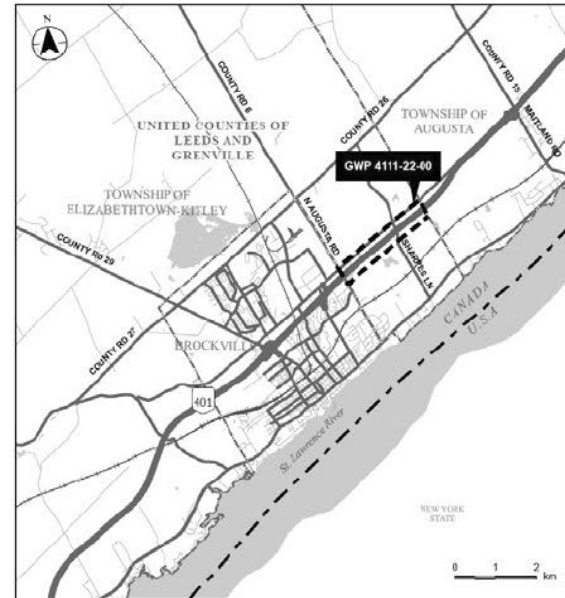 N
COUNTY RD 6
COUNTY RD 15
COUNTY RD 26
MAITLAND RD
TOWNSHIP OF
AUGUSTA
UNITED COUNTIES OF
LEEDS AND
GRENVILLE
GWP 4111-22-00
TOWNSHIP OF
ELIZABETHTOWN-KITLEY
N AUGUSTA RD
SHARPES LN
COUNTY RD 29
CANADA
U.S.A
COUNTY RD 27
BROCKVILLE
401
St. Lawrence River
NEW YORK
STATE
0 1 2
km